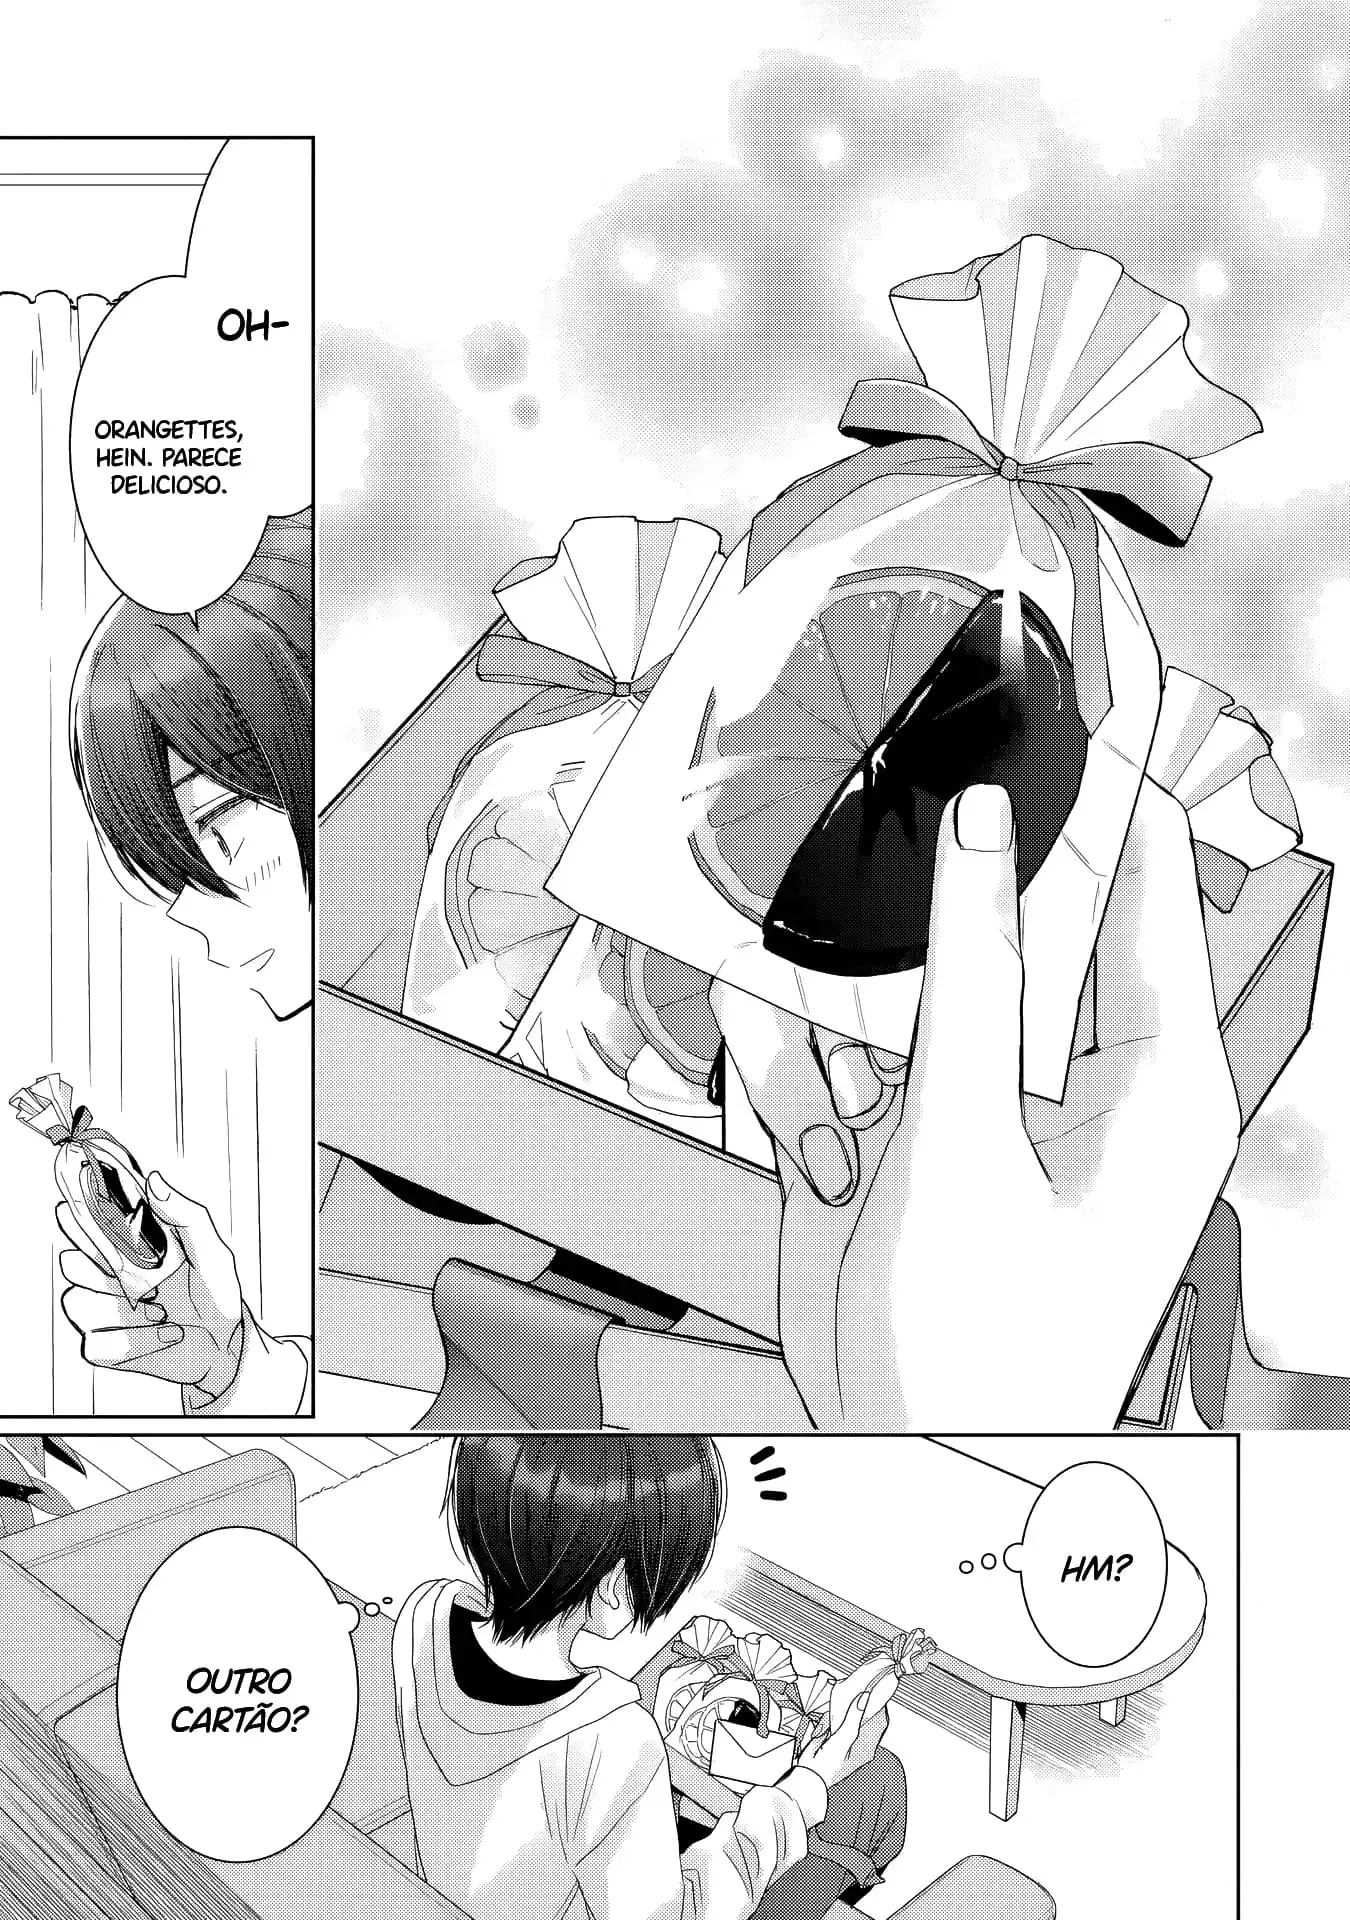 OH-
ORANGETTES,
HEIN. PARECE
DELICIOSO.
HM?
OUTRO
CARTÃO?